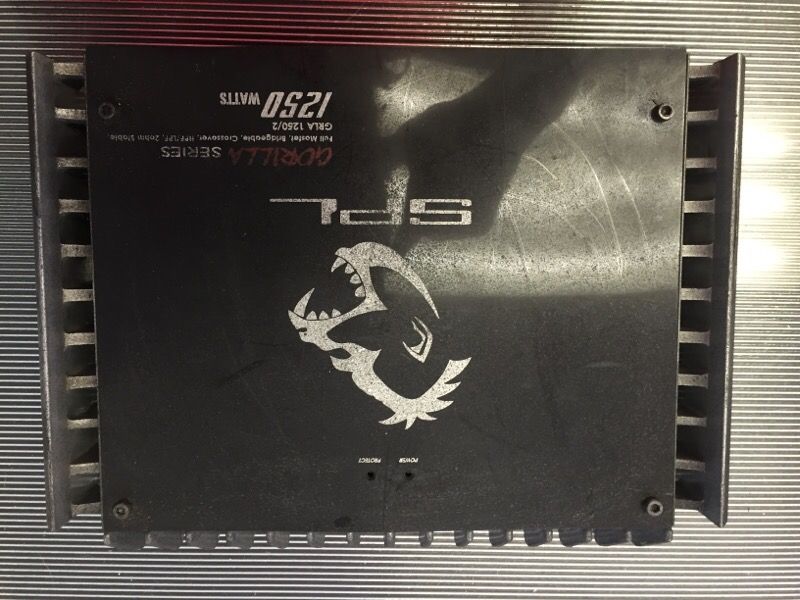 POWER PROTECT
SPL
GORILLA SERIES
Full Mosfet, Bridgeable, Crossover, HPF/LPF, 2ohm Stable.
GRLA 1250/2
1250 WATTS